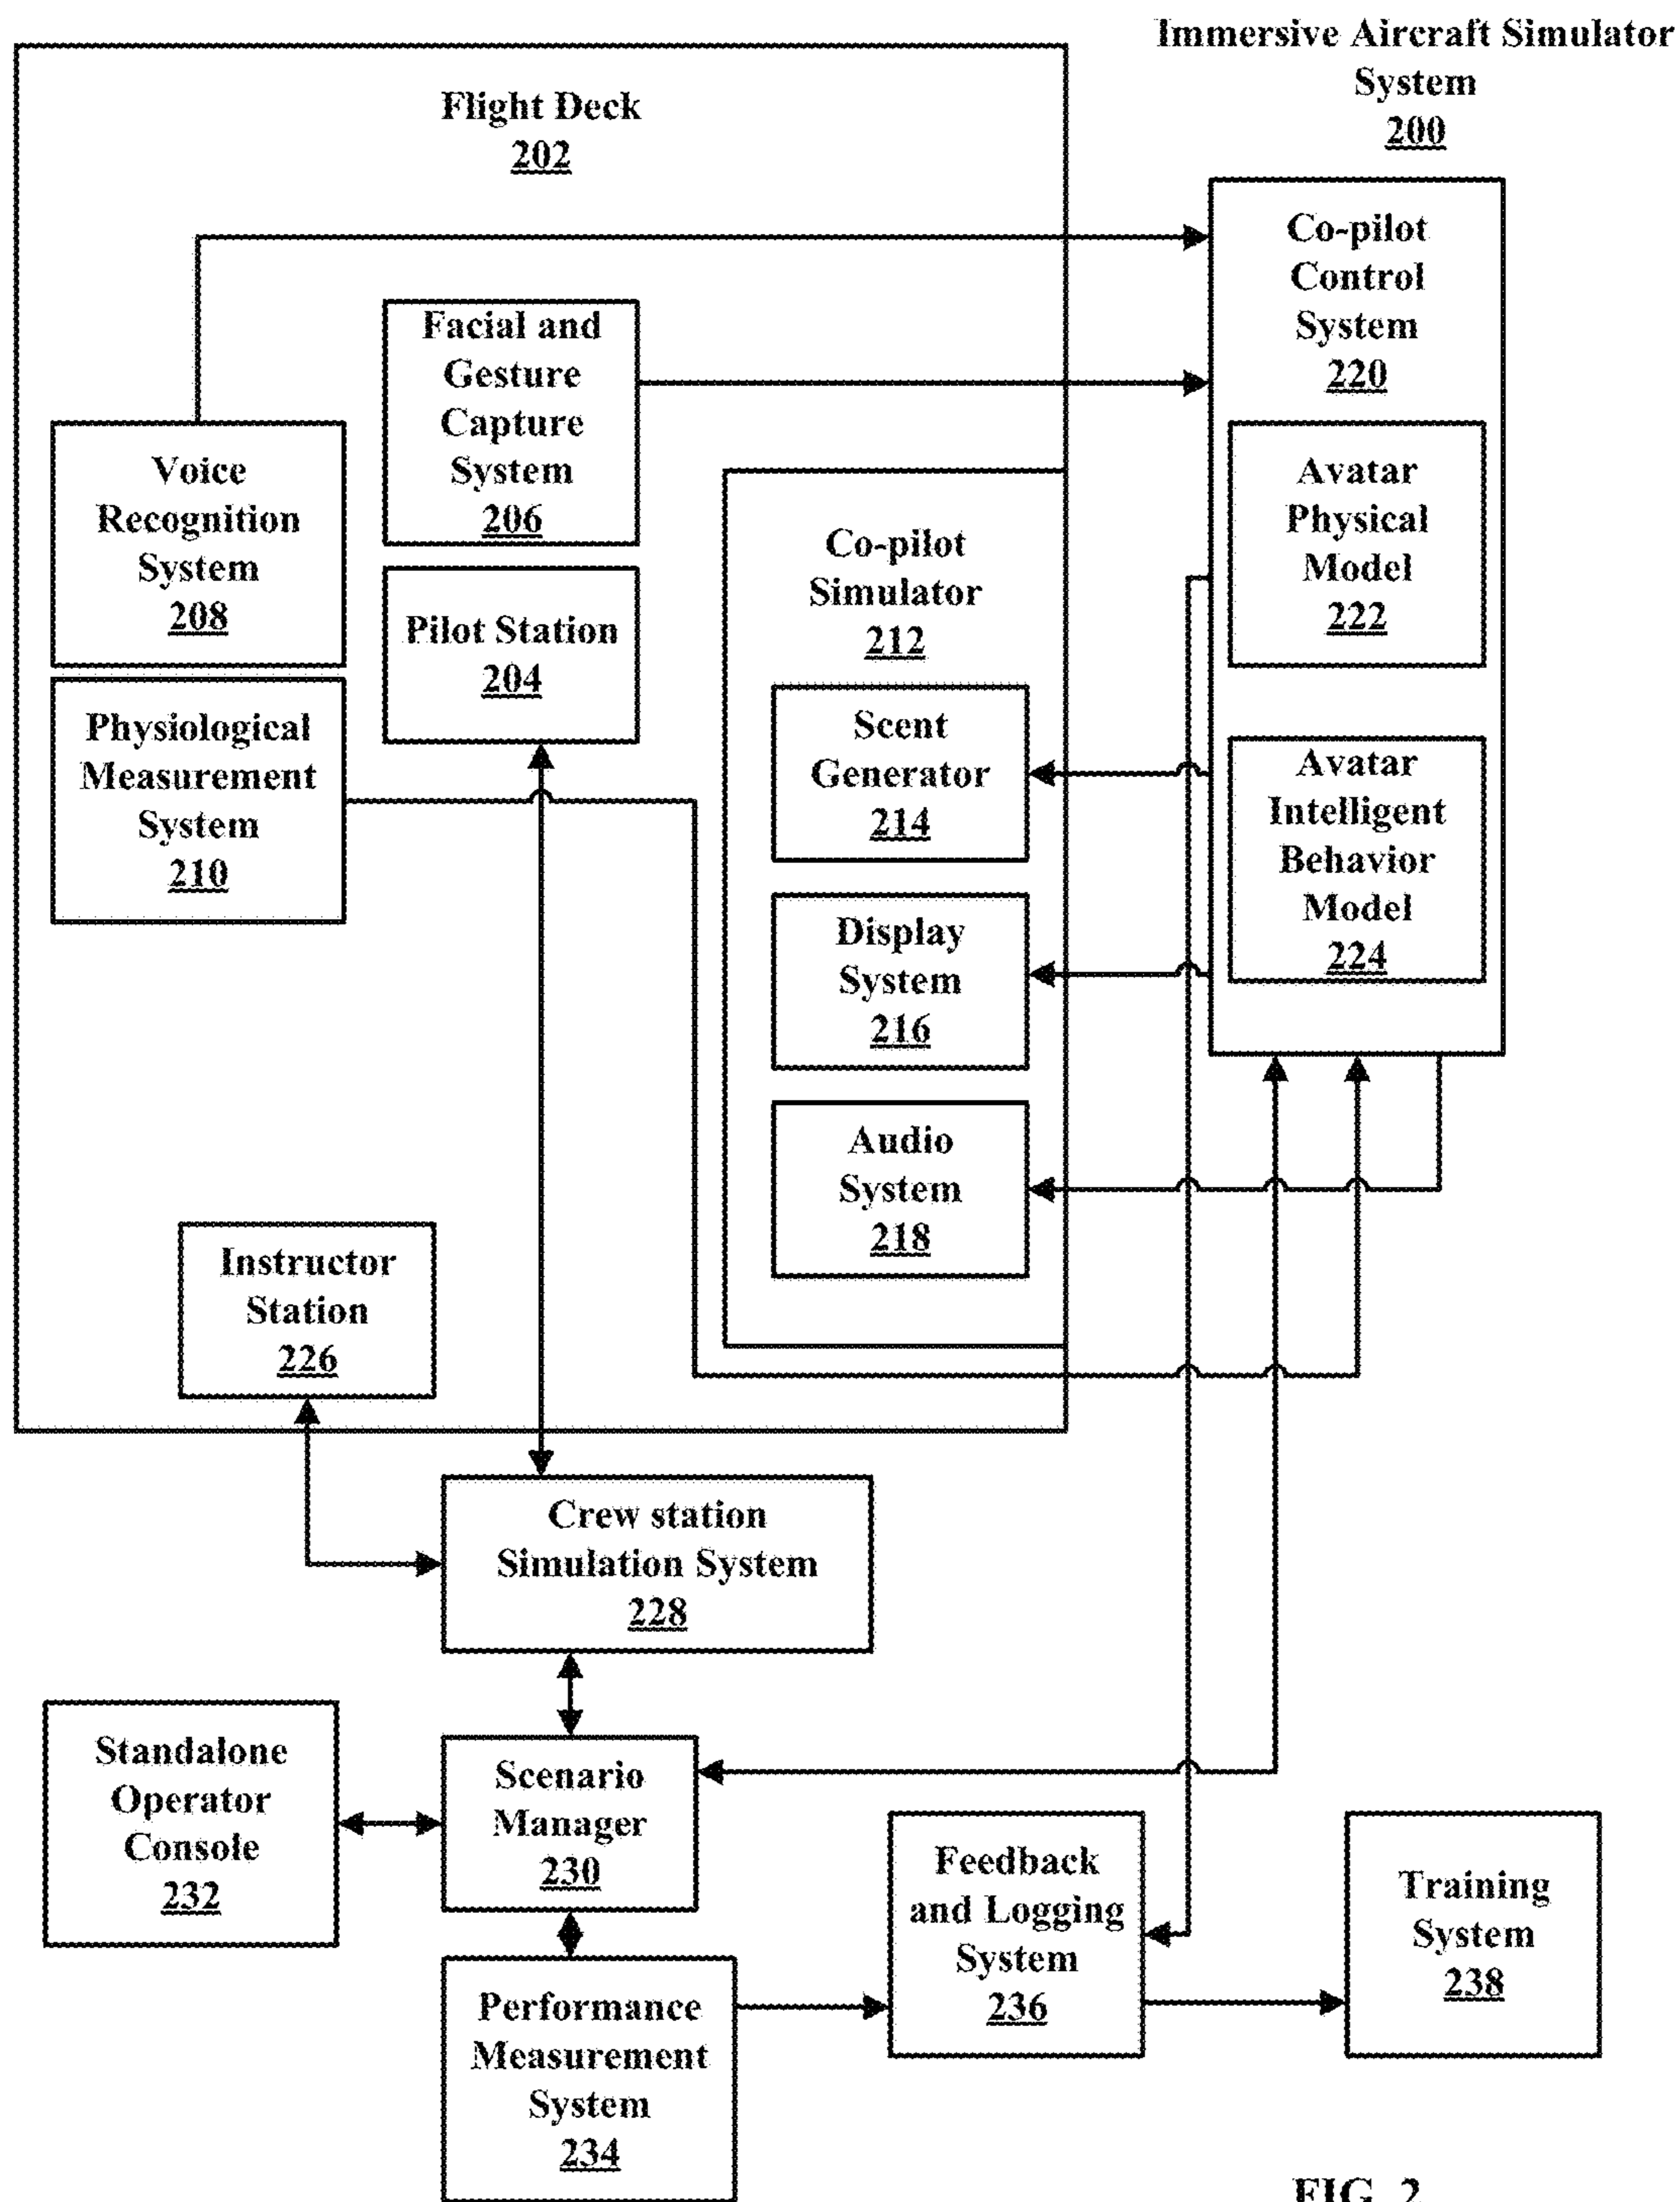 Immersive Aircraft Simulator
System
200
Flight Deck
202
Co-pilot
Control
System
220
Facial and
Gesture
Capture
System
206
Voice
Recognition
System
208
Avatar
Physical
Model
222
Co-pilot
Simulator
212
Pilot Station
204
Physiological
Measurement
System
210
Scent
Generator
214
Avatar
Intelligent
Behavior
Model
224
Display
System
216
Audio
System
218
Instructor
Station
226
Crew station
Simulation System
228
Standalone
Operator
Console
232
Scenario
Manager
230
Feedback
and Logging
System
236
Training
System
238
Performance
Measurement
System
234
FIG. 2